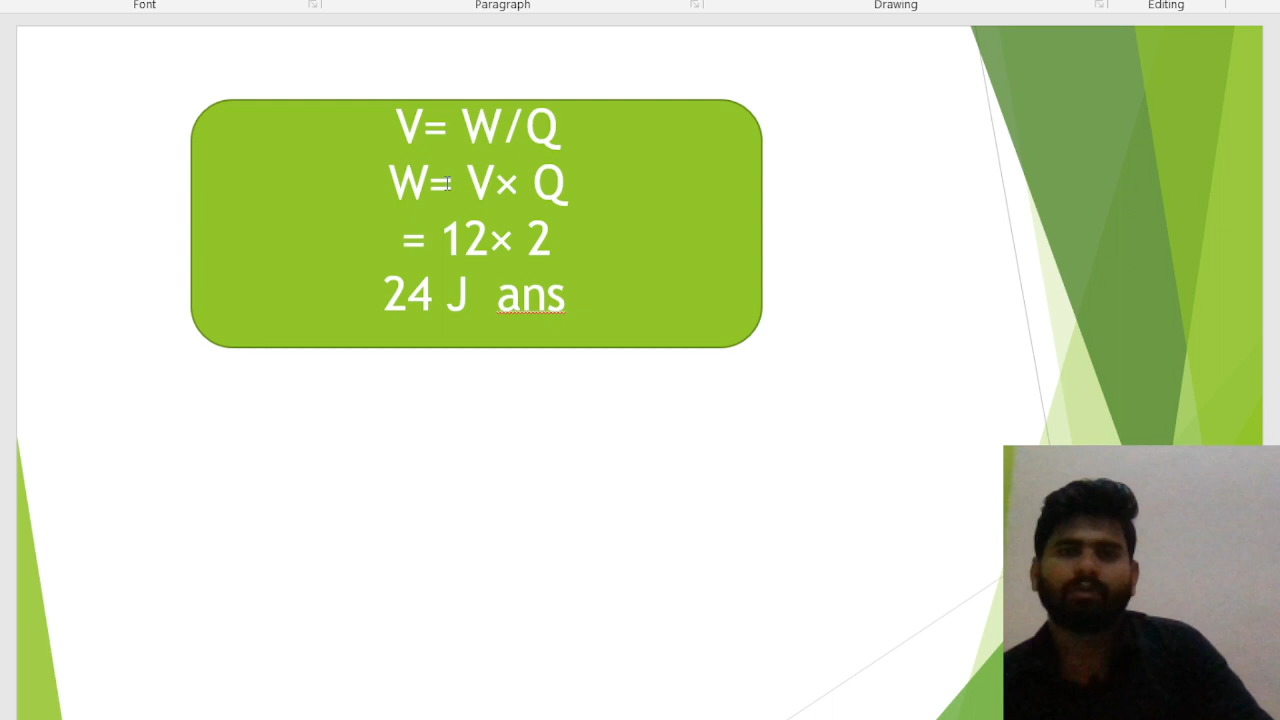 Font Paragraph Drawing Editing
V= W/Q
W= V× Q
= 12× 2
24 J ans